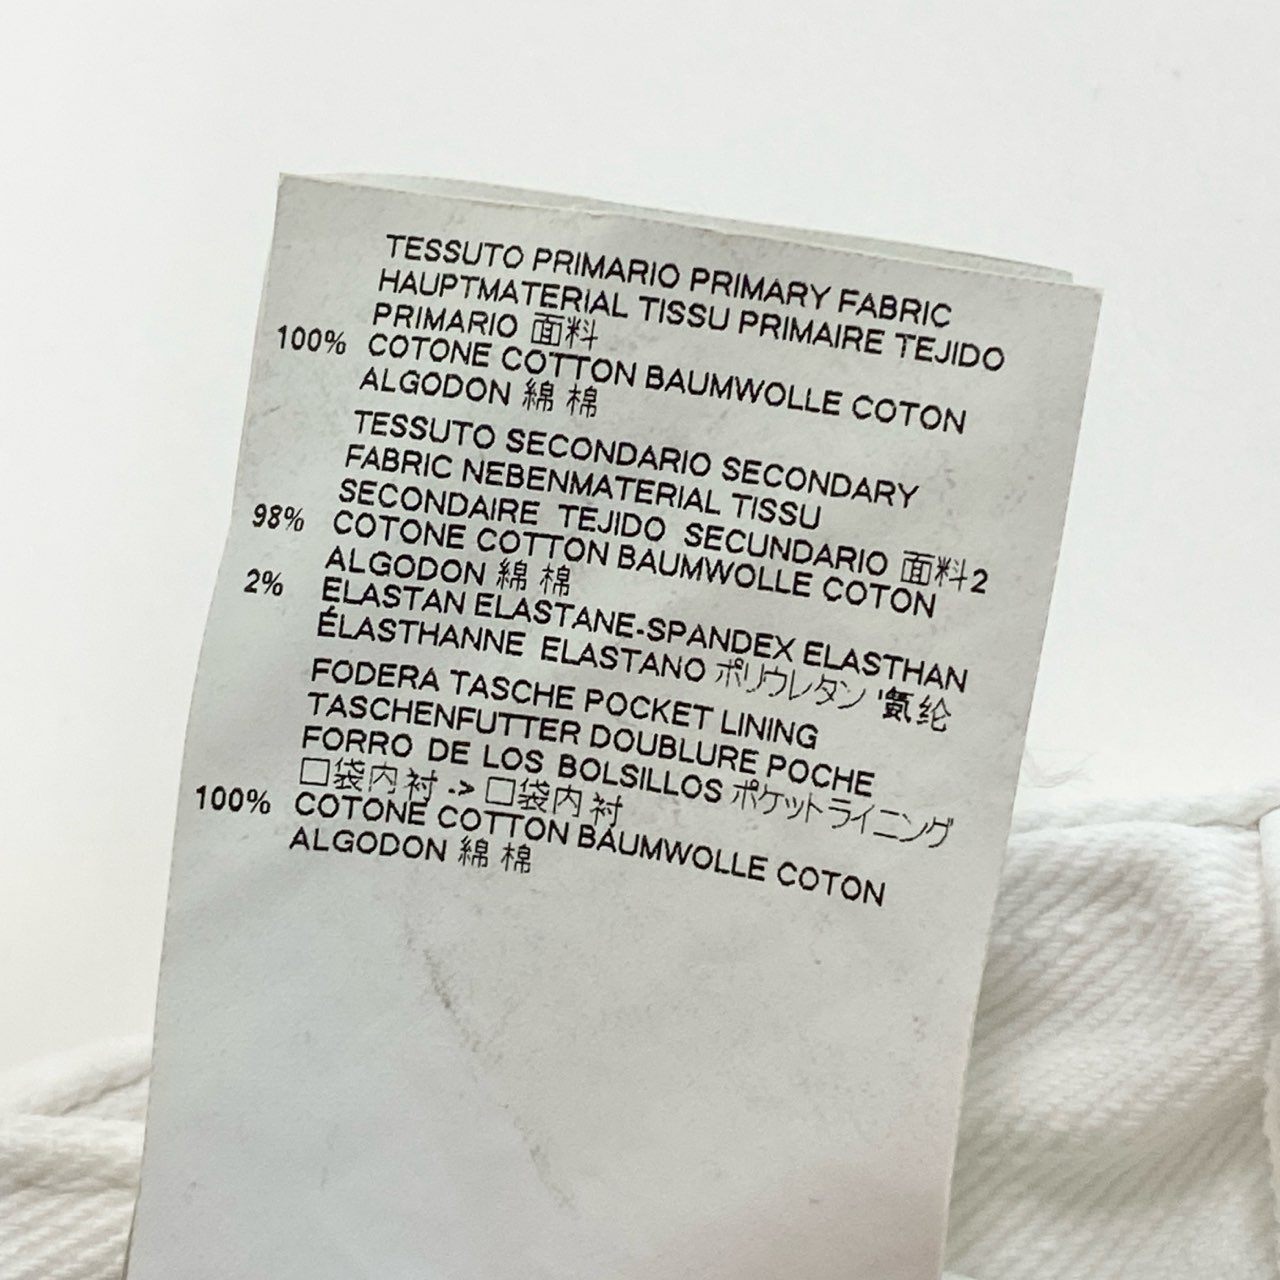 TESSUTO PRIMARIO PRIMARY FABRIC
HAUPTMATERIAL TISSU PRIMAIRE TEJIDO
PRIMARIO 面料
100% COTONE COTTON BAUMWOLLE COTON
ALGODON 綿 棉
TESSUTO SECONDARIO SECONDARY
FABRIC NEBENMATERIAL TISSU
SECONDAIRE TEJIDO SECUNDARIO 面料2
98% COTONE COTTON BAUMWOLLE COTON
ALGODON 綿 棉
2% ELASTAN ELASTANE-SPANDEX ELASTHAN
ÉLASTHANNE ELASTANO ポリウレタン 氨纶
FODERA TASCHE POCKET LINING
TASCHENFUTTER DOUBLURE POCHE
FORRO DE LOS BOLSILLOS ポケットライニング
口袋内衬 -> 口袋内衬
100% COTONE COTTON BAUMWOLLE COTON
ALGODON 綿 棉